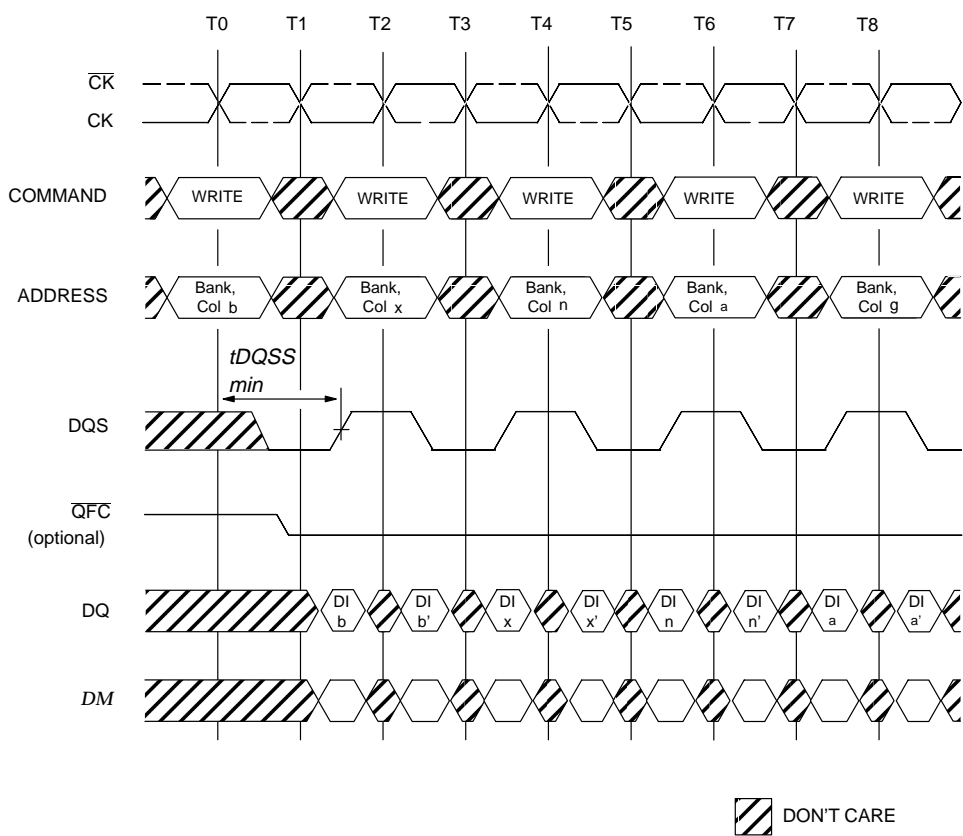 T0 T1 T2 T3 T4 T5 T6 T7 T8
CK
CK
COMMAND WRITE WRITE WRITE WRITE WRITE
ADDRESS
Bank, Col b
Bank, Col x
Bank, Col n
Bank, Col a
Bank, Col g
tDQSS
min
DQS
QFC
(optional)
DQ
DI b
DI b'
DI x
DI x'
DI n
DI n'
DI a
DI a'
DM
DON'T CARE